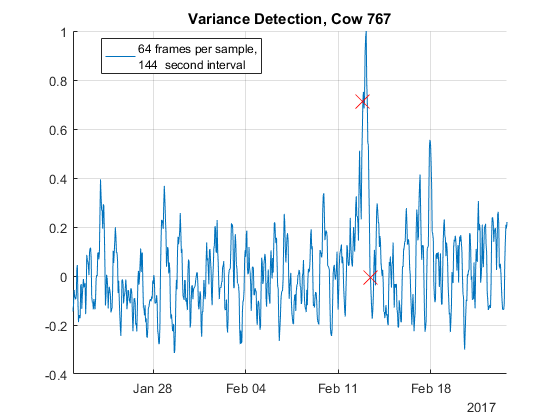 Variance Detection, Cow 767
64 frames per sample,
144 second interval
1
0.8
0.6
0.4
0.2
0
-0.2
-0.4
Jan 28 Feb 04 Feb 11 Feb 18
2017